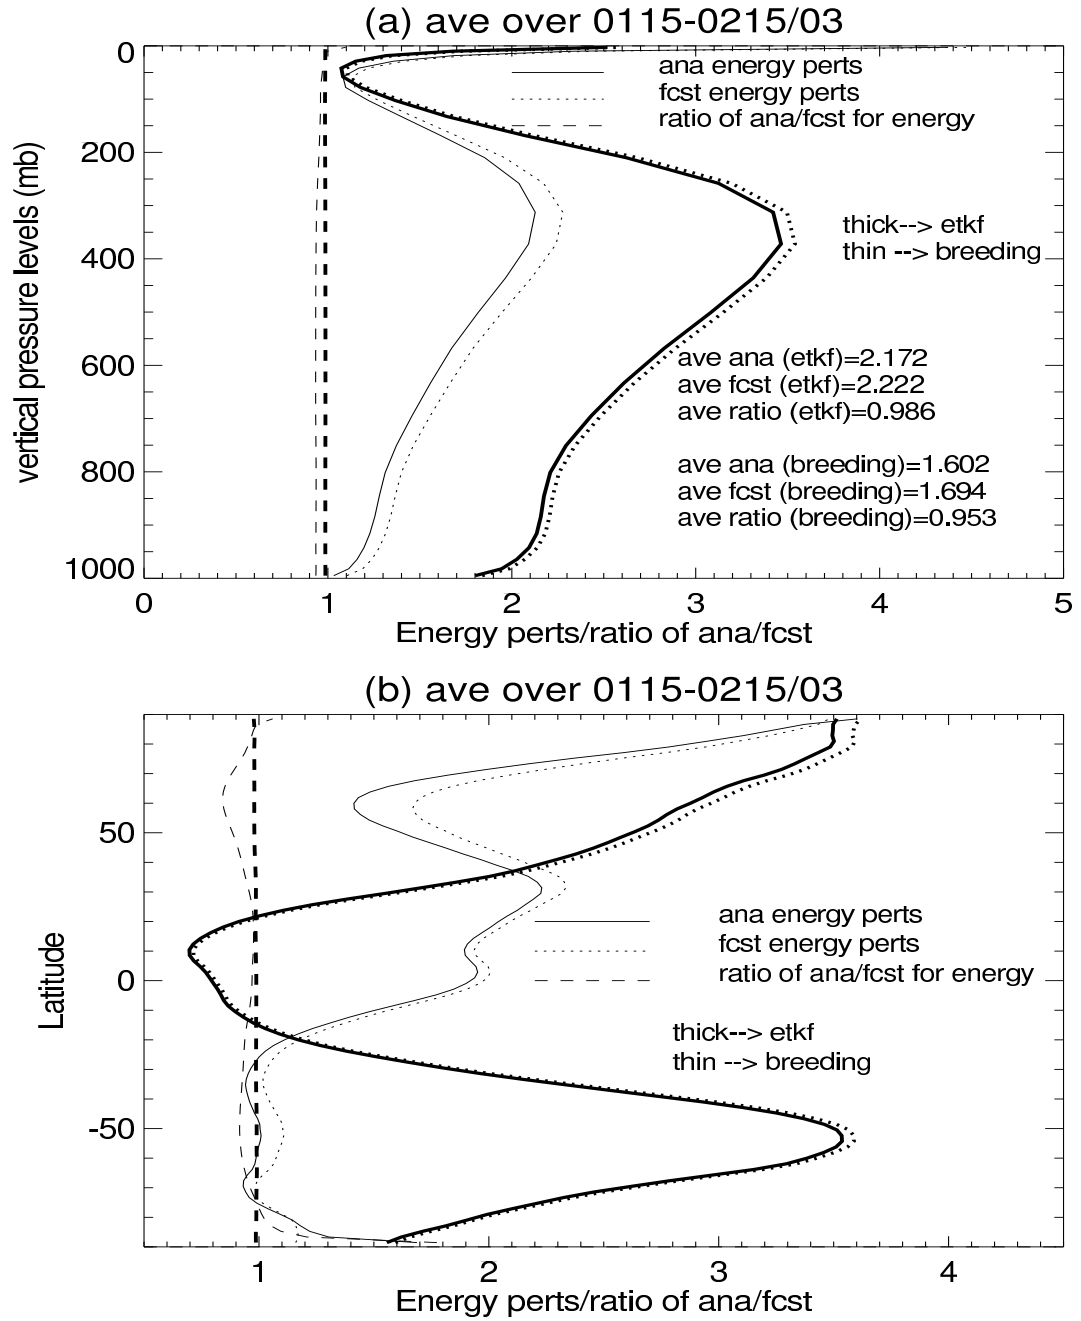 (a) ave over 0115-0215/03
0
200
400
600
800
1000
vertical pressure levels (mb)
ana energy perts
fcst energy perts
ratio of ana/fcst for energy
thick--> etkf
thin --> breeding
ave ana (etkf)=2.172
ave fcst (etkf)=2.222
ave ratio (etkf)=0.986
ave ana (breeding)=1.602
ave fcst (breeding)=1.694
ave ratio (breeding)=0.953
0 1 2 3 4 5
Energy perts/ratio of ana/fcst
(b) ave over 0115-0215/03
50
0
-50
Latitude
ana energy perts
fcst energy perts
ratio of ana/fcst for energy
thick--> etkf
thin --> breeding
1 2 3 4
Energy perts/ratio of ana/fcst